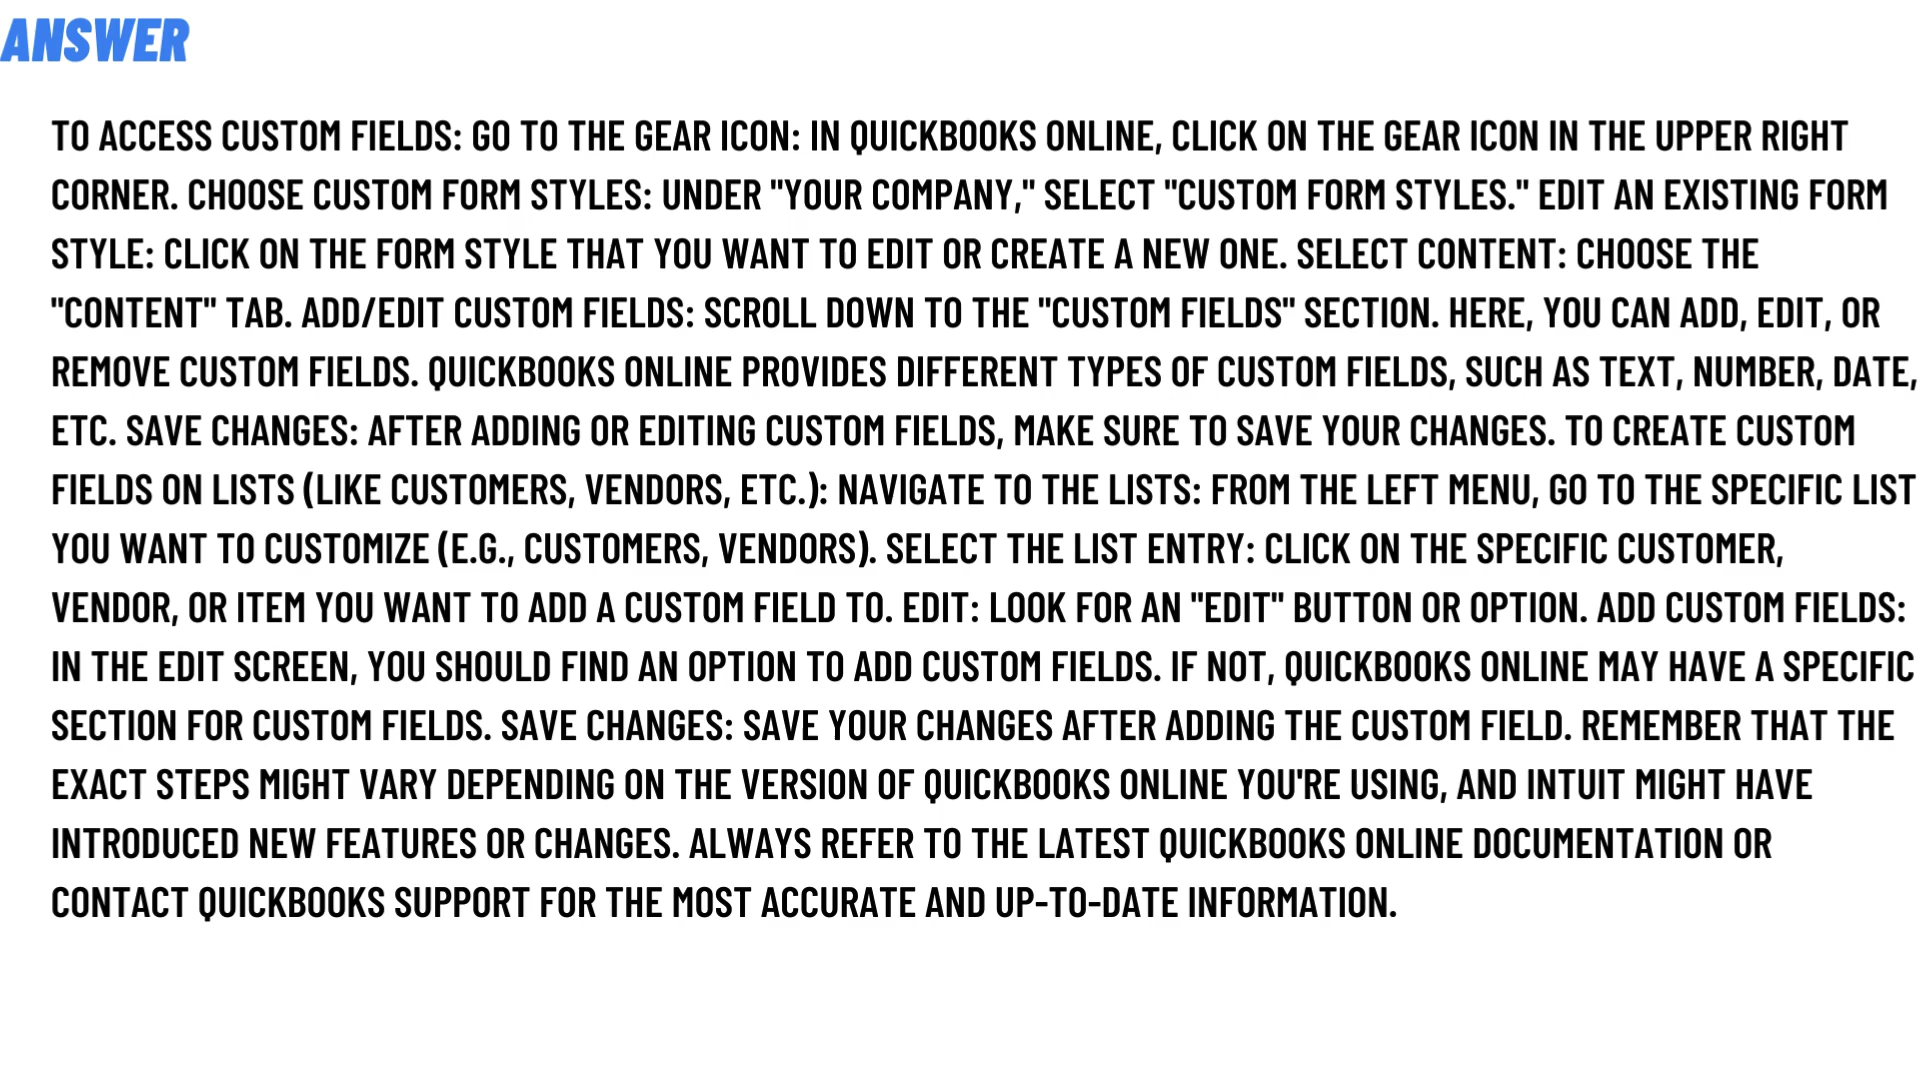 ANSWER
TO ACCESS CUSTOM FIELDS: GO TO THE GEAR ICON: IN QUICKBOOKS ONLINE, CLICK ON THE GEAR ICON IN THE UPPER RIGHT
CORNER. CHOOSE CUSTOM FORM STYLES: UNDER "YOUR COMPANY," SELECT "CUSTOM FORM STYLES." EDIT AN EXISTING FORM
STYLE: CLICK ON THE FORM STYLE THAT YOU WANT TO EDIT OR CREATE A NEW ONE. SELECT CONTENT: CHOOSE THE
"CONTENT" TAB. ADD/EDIT CUSTOM FIELDS: SCROLL DOWN TO THE "CUSTOM FIELDS" SECTION. HERE, YOU CAN ADD, EDIT, OR
REMOVE CUSTOM FIELDS. QUICKBOOKS ONLINE PROVIDES DIFFERENT TYPES OF CUSTOM FIELDS, SUCH AS TEXT, NUMBER, DATE,
ETC. SAVE CHANGES: AFTER ADDING OR EDITING CUSTOM FIELDS, MAKE SURE TO SAVE YOUR CHANGES. TO CREATE CUSTOM
FIELDS ON LISTS (LIKE CUSTOMERS, VENDORS, ETC.): NAVIGATE TO THE LISTS: FROM THE LEFT MENU, GO TO THE SPECIFIC LIST
YOU WANT TO CUSTOMIZE (E.G., CUSTOMERS, VENDORS). SELECT THE LIST ENTRY: CLICK ON THE SPECIFIC CUSTOMER,
VENDOR, OR ITEM YOU WANT TO ADD A CUSTOM FIELD TO. EDIT: LOOK FOR AN "EDIT" BUTTON OR OPTION. ADD CUSTOM FIELDS:
IN THE EDIT SCREEN, YOU SHOULD FIND AN OPTION TO ADD CUSTOM FIELDS. IF NOT, QUICKBOOKS ONLINE MAY HAVE A SPECIFIC
SECTION FOR CUSTOM FIELDS. SAVE CHANGES: SAVE YOUR CHANGES AFTER ADDING THE CUSTOM FIELD. REMEMBER THAT THE
EXACT STEPS MIGHT VARY DEPENDING ON THE VERSION OF QUICKBOOKS ONLINE YOU'RE USING, AND INTUIT MIGHT HAVE
INTRODUCED NEW FEATURES OR CHANGES. ALWAYS REFER TO THE LATEST QUICKBOOKS ONLINE DOCUMENTATION OR
CONTACT QUICKBOOKS SUPPORT FOR THE MOST ACCURATE AND UP-TO-DATE INFORMATION.